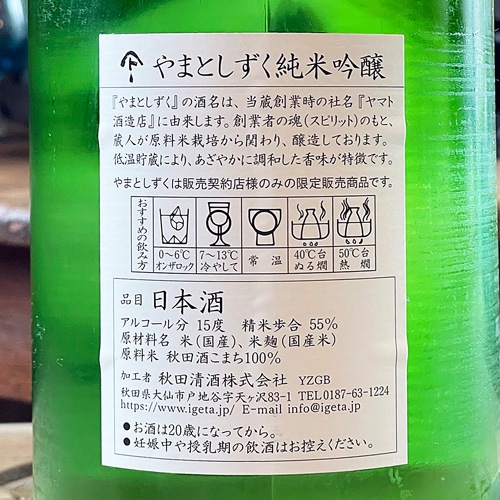 やまとしずく純米吟醸
『やまとしずく』の酒名は、当蔵創業時の社名『ヤマト
酒造店』に由来します。創業者の魂(スピリット)のもと、
蔵人が原料米栽培から関わり、醸造しております。
低温貯蔵により、あざやかに調和した香味が特徴です。
やまとしずくは販売契約店様のみの限定販売商品です。
おすすめの飲み方
0〜6℃ オンザロック
7〜13℃ 冷やして
常温
40℃台 ぬる燗
50℃台 熱燗
品目 日本酒
アルコール分 15度 精米歩合 55%
原材料名 米(国産)、米麹(国産米)
原料米 秋田酒こまち100%
加工者 秋田清酒株式会社 YZGB
秋田県大仙市戸地谷字天ヶ沢83-1 TEL0187-63-1224
https://www.igeta.jp/ E-mail info@igeta.jp
●お酒は20歳になってから。
●妊娠中や授乳期の飲酒はお控えください。